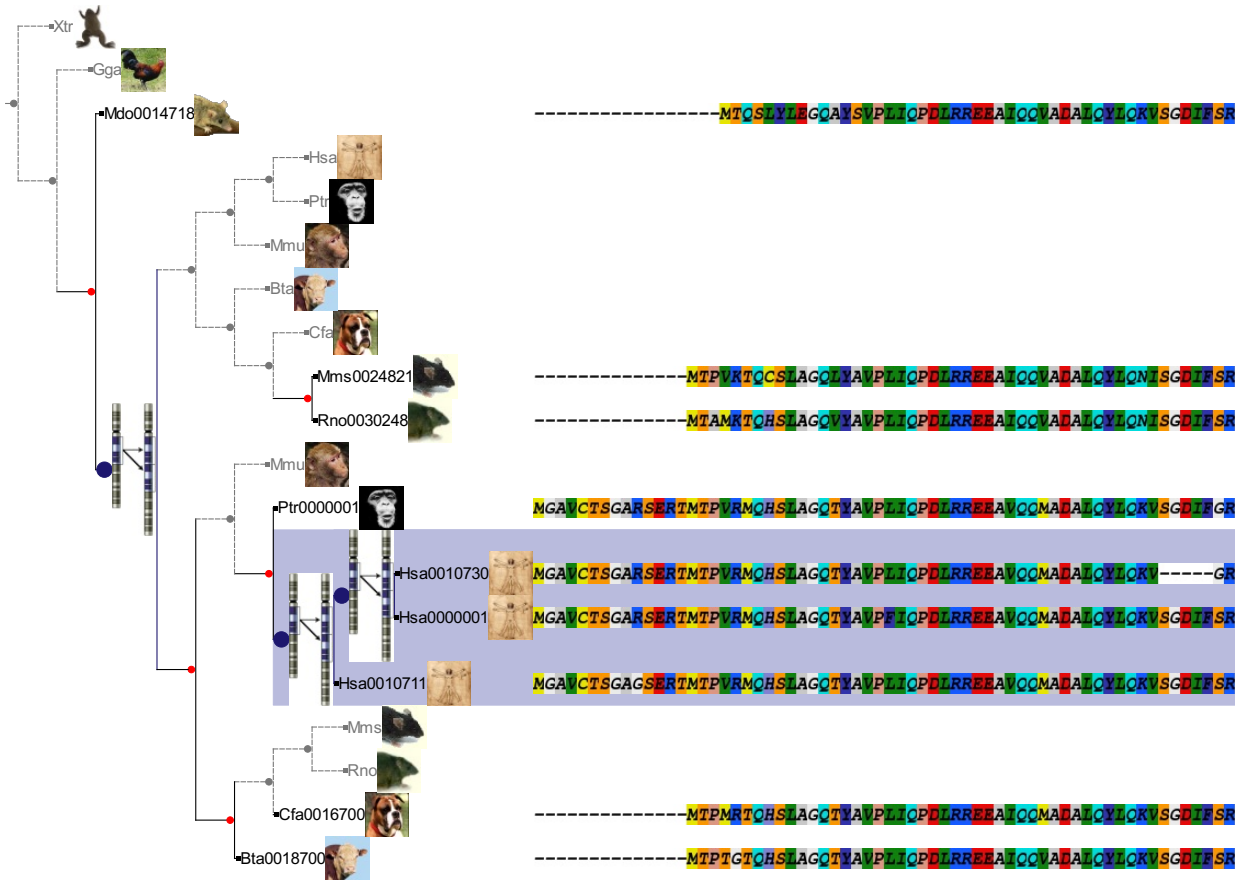 Xtr
Gga
Mdo0014718 -----------------MTQSLYLEGQAYSVPLIQPDLRREEAIQQVADALQYLQKVSGDIFSR
Hsa
Ptr
Mmu
Bta
Cfa
Mms0024821 --------------MTPVKTQCSLAGQLYAVPLIQPDLRREEAIQQVADALQYLQNISGDIFSR
Rno0030248 --------------MTAMKTQHSLAGQVYAVPLIQPDLRREEAIQQVADALQYLQNISGDIFSR
Mmu
Ptr0000001 MGAVCTSGARSERTMTPVRMQHSLAGQTYAVPLIQPDLRREEAIQQMADALQYLQKVSGDIFGR
Hsa0010730 MGAVCTSGARSERTMTPVRMQHSLAGQTYAVPLIQPDLRREEAVQQMADALQYLQKV-----GR
Hsa0000001 MGAVCTSGARSERTMTPVRMQHSLAGQTYAVPFIQPDLRREEAVQQMADALQYLQKVSGDIFSR
Hsa0010711 MGAVCTSGAGSERTMTPVRMQHSLAGQTYAVPLIQPDLRREEAVQQMADALQYLQKVSGDIFSR
Mms
Rno
Cfa0016700 --------------MTPMRTQHSLAGQTYAVPLIQPDLRREEAIQQMADALQYLQKVSGDIFSR
Bta0018700 --------------MTPTGTQHSLAGQTYAVPLIQPDLRREEAIQQVADALQYLQKVSGDIFSR